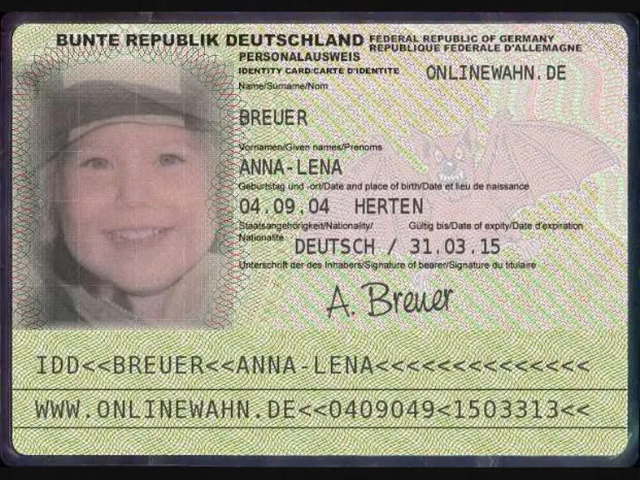 BUNTE REPUBLIK DEUTSCHLAND FEDERAL REPUBLIC OF GERMANY
REPUBLIQUE FEDERALE D'ALLEMAGNE
PERSONALAUSWEIS
IDENTITY CARD/CARTE D'IDENTITE ONLINEWAHN.DE
Name/Surname/Nom
BREUER
Vornamen/Given names/Prenoms
ANNA-LENA
Geburtstag und -ort/Date and place of birth/Date et lieu de naissance
04.09.04 HERTEN
Staatsangehörigkeit/Nationality/ Gültig bis/Date of expity/Date d'expiration
Nationalite
DEUTSCH / 31.03.15
Unterschrift der des Inhabers/Signature of bearer/Signature du titulaire
A. Breuer
IDD<<BREUER<<ANNA-LENA<<<<<<<<<<<<<<
WWW.ONLINEWAHN.DE<<0409049<1503313<<